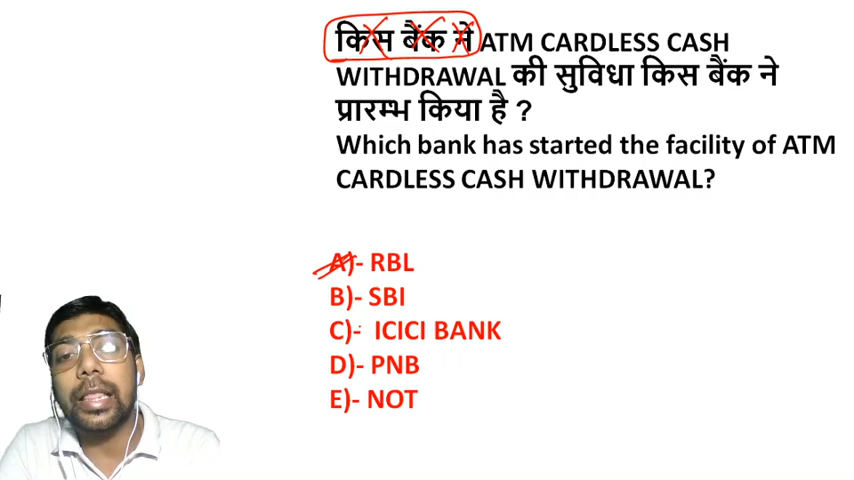 किस बैंक ने ATM CARDLESS CASH
WITHDRAWAL की सुविधा किस बैंक ने
प्रारम्भ किया है ?
Which bank has started the facility of ATM
CARDLESS CASH WITHDRAWAL?
A)- RBL
B)- SBI
C)- ICICI BANK
D)- PNB
E)- NOT